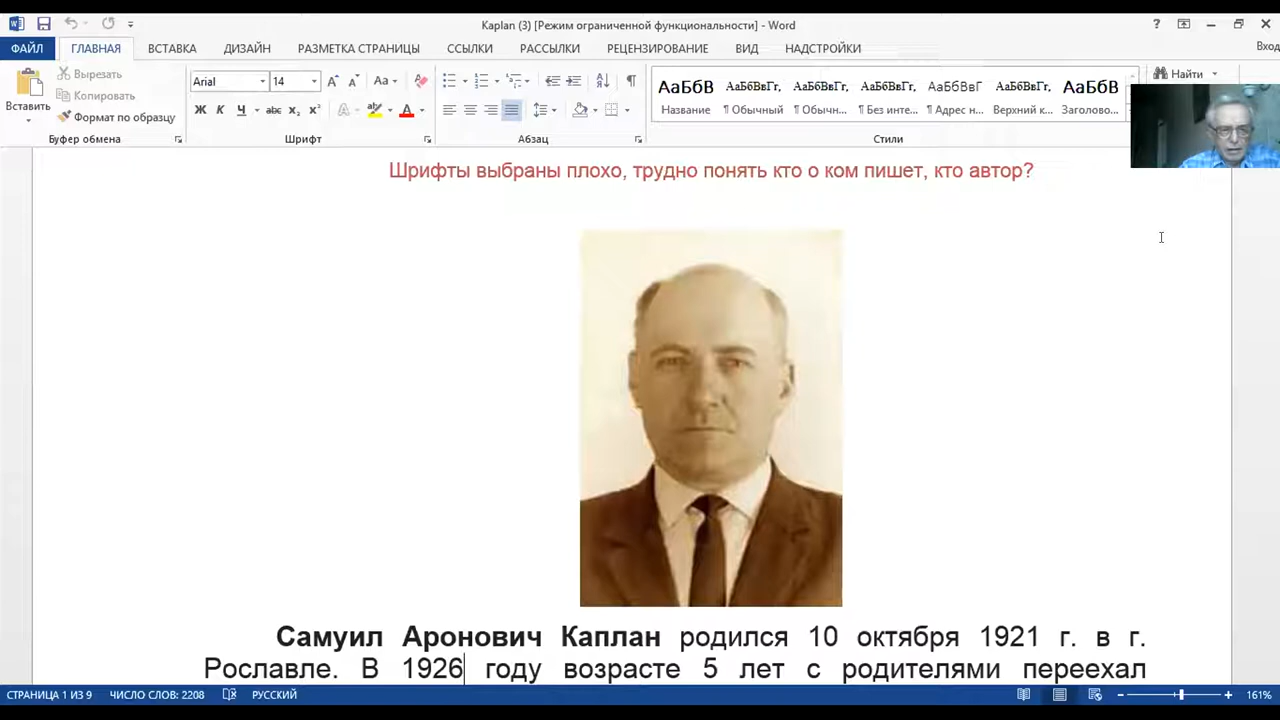 Kaplan (3) [Режим ограниченной функциональности] - Word
ФАЙЛ ГЛАВНАЯ ВСТАВКА ДИЗАЙН РАЗМЕТКА СТРАНИЦЫ ССЫЛКИ РАССЫЛКИ РЕЦЕНЗИРОВАНИЕ ВИД НАДСТРОЙКИ Вход
Вставить
Вырезать
Копировать
Формат по образцу
Буфер обмена
Arial 14
Ж К Ч abc x₂ x²
Шрифт
Абзац
АаБбВ АаБбВвГг, АаБбВвГг, АаБбВвГг, АаБбВвГ АаБбВвГг, АаБбВ
Название ¶ Обычный ¶ Обычн... ¶ Без инте... ¶ Адрес н... Верхний к... Заголово...
Стили
Найти
Шрифты выбраны плохо, трудно понять кто о ком пишет, кто автор?
Самуил Аронович Каплан родился 10 октября 1921 г. в г.
Рославле. В 1926 году возрасте 5 лет с родителями переехал
СТРАНИЦА 1 ИЗ 9 ЧИСЛО СЛОВ: 2208 РУССКИЙ 161%